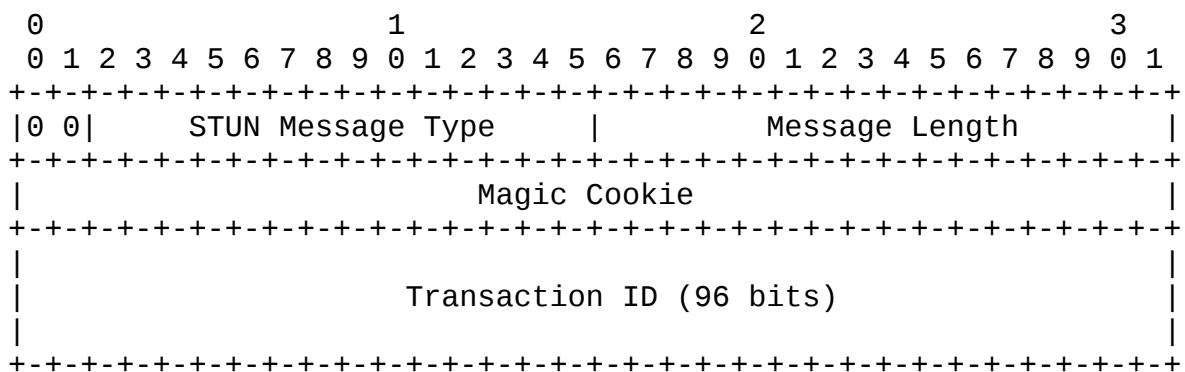 0                   1                   2                   3
 0 1 2 3 4 5 6 7 8 9 0 1 2 3 4 5 6 7 8 9 0 1 2 3 4 5 6 7 8 9 0 1
+-+-+-+-+-+-+-+-+-+-+-+-+-+-+-+-+-+-+-+-+-+-+-+-+-+-+-+-+-+-+-+-+
|0 0|     STUN Message Type     |         Message Length        |
+-+-+-+-+-+-+-+-+-+-+-+-+-+-+-+-+-+-+-+-+-+-+-+-+-+-+-+-+-+-+-+-+
|                         Magic Cookie                          |
+-+-+-+-+-+-+-+-+-+-+-+-+-+-+-+-+-+-+-+-+-+-+-+-+-+-+-+-+-+-+-+-+
|                                                               |
|                     Transaction ID (96 bits)                  |
|                                                               |
+-+-+-+-+-+-+-+-+-+-+-+-+-+-+-+-+-+-+-+-+-+-+-+-+-+-+-+-+-+-+-+-+